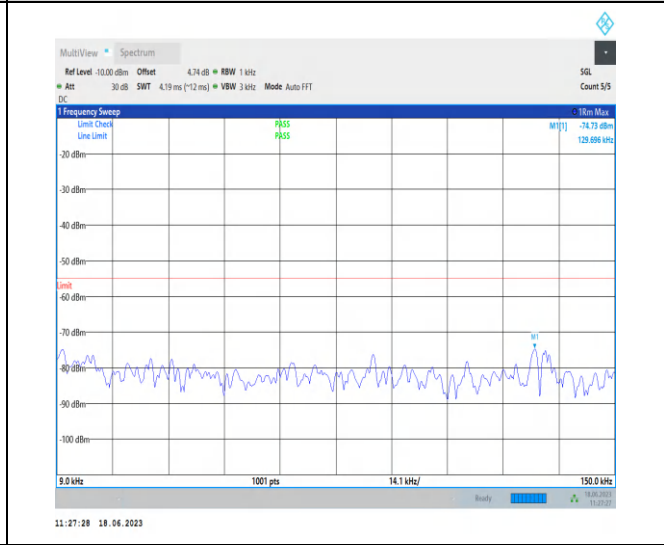 MultiView Spectrum
Ref Level -10.00 dBm Offset 4.74 dB RBW 1 kHz SGL
Att 30 dB SWT 4.19 ms (~12 ms) VBW 3 kHz Mode Auto FFT Count 5/5
DC
1 Frequency Sweep 1Rm Max
Limit Check PASS M1[1] -74.73 dBm
Line Limit PASS 129.696 kHz
-20 dBm
-30 dBm
-40 dBm
-50 dBm
Limit
-60 dBm
-70 dBm
M1
-80 dBm
-90 dBm
-100 dBm
9.0 kHz 1001 pts 14.1 kHz/ 150.0 kHz
Ready 18.06.2023
11:27:27
11:27:28 18.06.2023